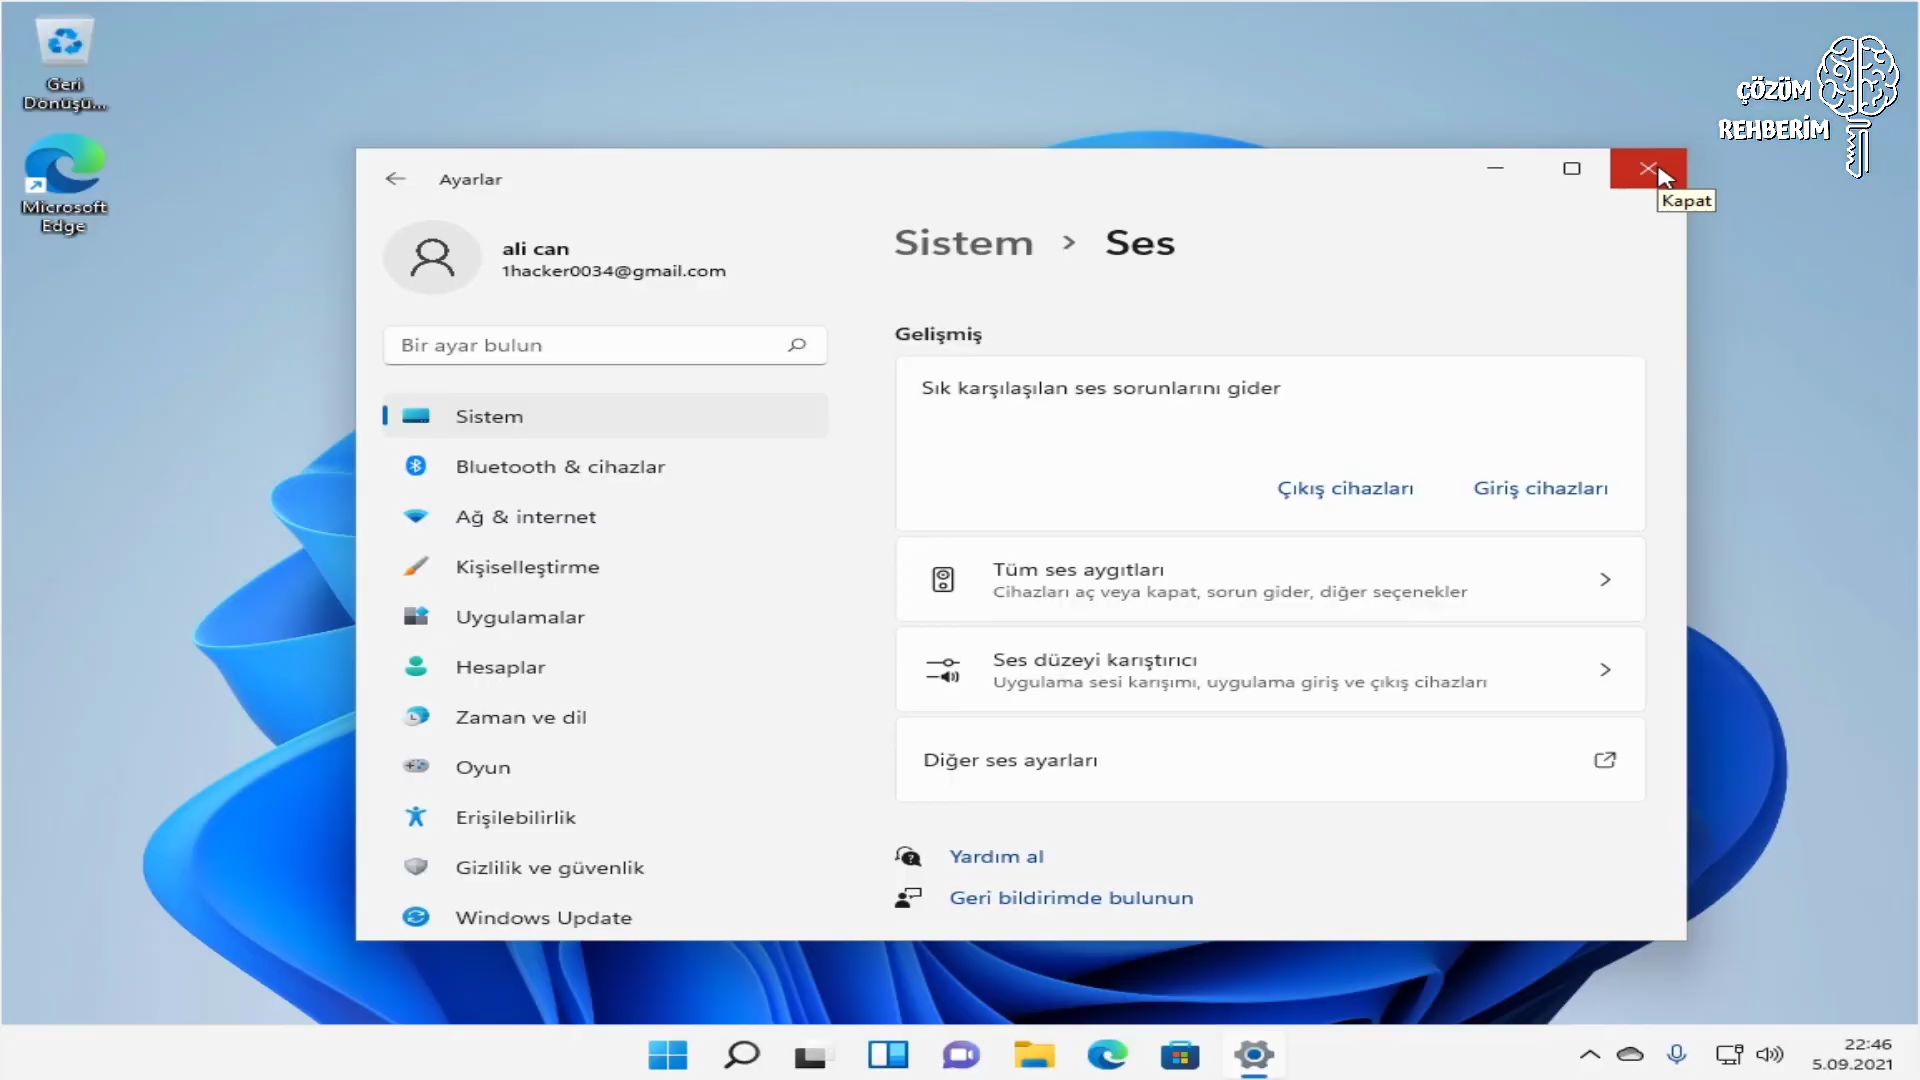 Geri
Dönüşü...
Microsoft
Edge
ÇÖZÜM
REHBERİM
Ayarlar
Kapat
ali can
1hacker0034@gmail.com
Bir ayar bulun
Sistem
Bluetooth & cihazlar
Ağ & internet
Kişiselleştirme
Uygulamalar
Hesaplar
Zaman ve dil
Oyun
Erişilebilirlik
Gizlilik ve güvenlik
Windows Update
Sistem > Ses
Gelişmiş
Sık karşılaşılan ses sorunlarını gider
Çıkış cihazları Giriş cihazları
Tüm ses aygıtları
Cihazları aç veya kapat, sorun gider, diğer seçenekler
Ses düzeyi karıştırıcı
Uygulama sesi karışımı, uygulama giriş ve çıkış cihazları
Diğer ses ayarları
Yardım al
Geri bildirimde bulunun
22:46
5.09.2021